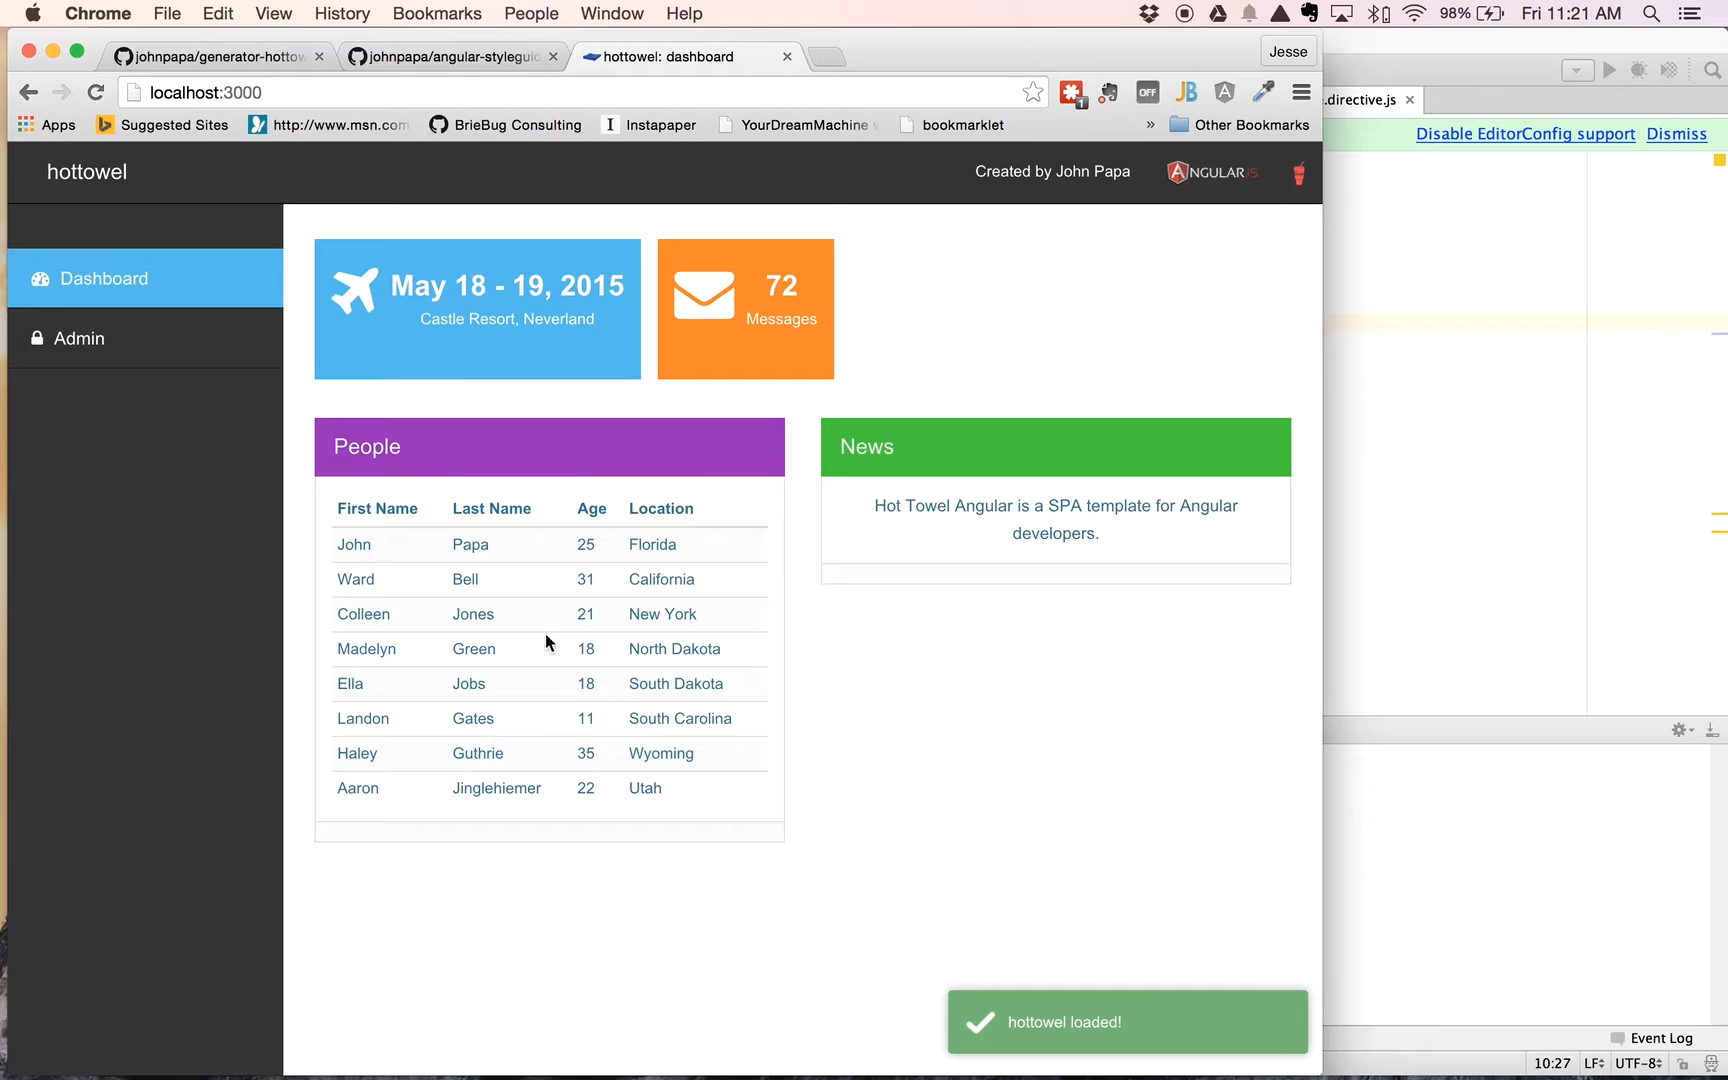 Chrome File Edit View History Bookmarks People Window Help 98% Fri 11:21 AM
johnpapa/generator-hottow johnpapa/angular-styleguid hottowel: dashboard Jesse
localhost:3000 1 OFF JB A
.directive.js
Apps Suggested Sites http://www.msn.com BrieBug Consulting Instapaper YourDreamMachine bookmarklet » Other Bookmarks
Disable EditorConfig support Dismiss
hottowel Created by John Papa ANGULARJS
Dashboard
Admin
May 18 - 19, 2015
Castle Resort, Neverland
72
Messages
People
First Name Last Name Age Location
John Papa 25 Florida
Ward Bell 31 California
Colleen Jones 21 New York
Madelyn Green 18 North Dakota
Ella Jobs 18 South Dakota
Landon Gates 11 South Carolina
Haley Guthrie 35 Wyoming
Aaron Jinglehiemer 22 Utah
News
Hot Towel Angular is a SPA template for Angular
developers.
hottowel loaded!
Event Log
10:27 LF UTF-8